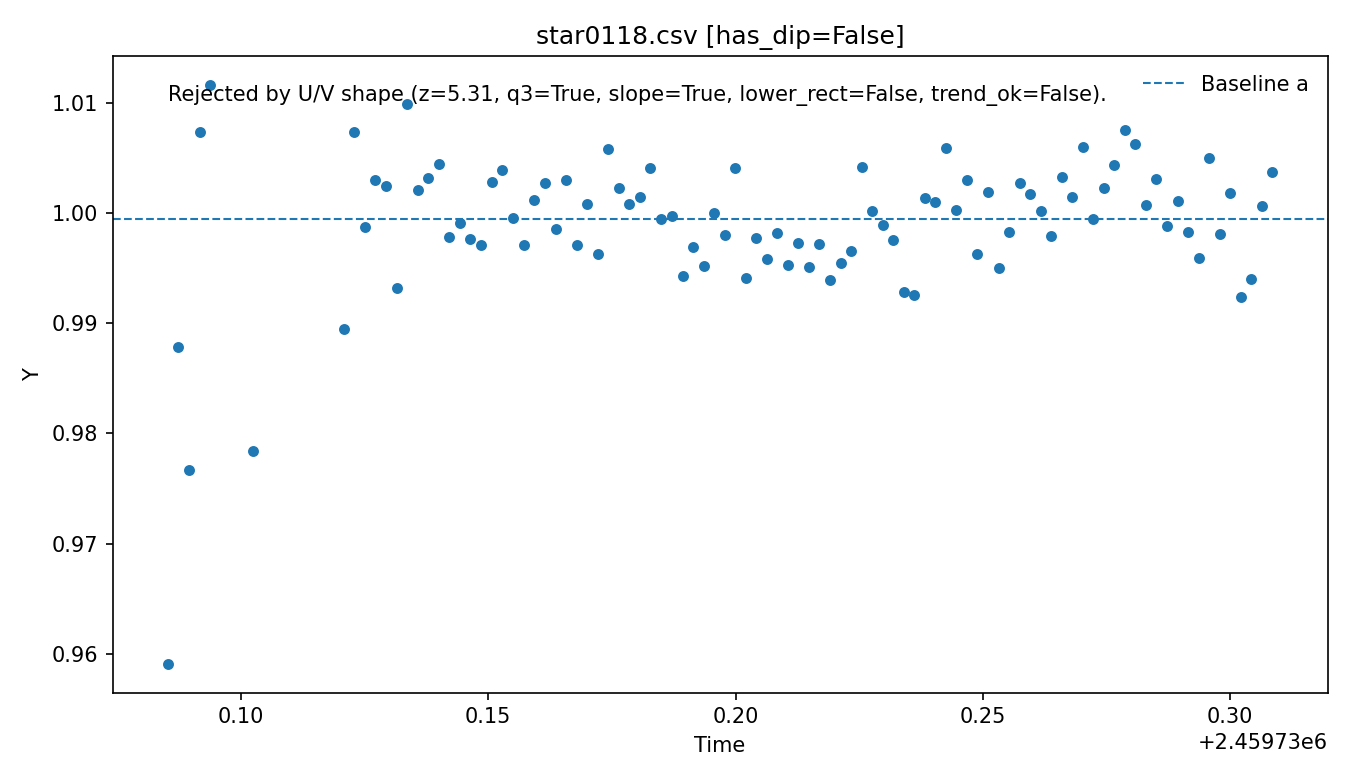 star0118.csv [has_dip=False]
Rejected by U/V shape (z=5.31, q3=True, slope=True, lower_rect=False, trend_ok=False).
Baseline a
1.01
1.00
0.99
0.98
0.97
0.96
Y
0.10 0.15 0.20 0.25 0.30
Time
+2.45973e6